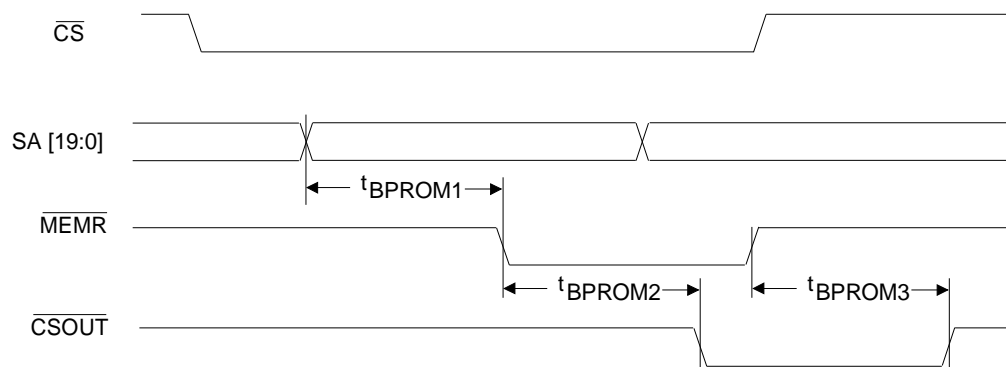 CS
SA [19:0]
tBPROM1
MEMR
tBPROM2
tBPROM3
CSOUT